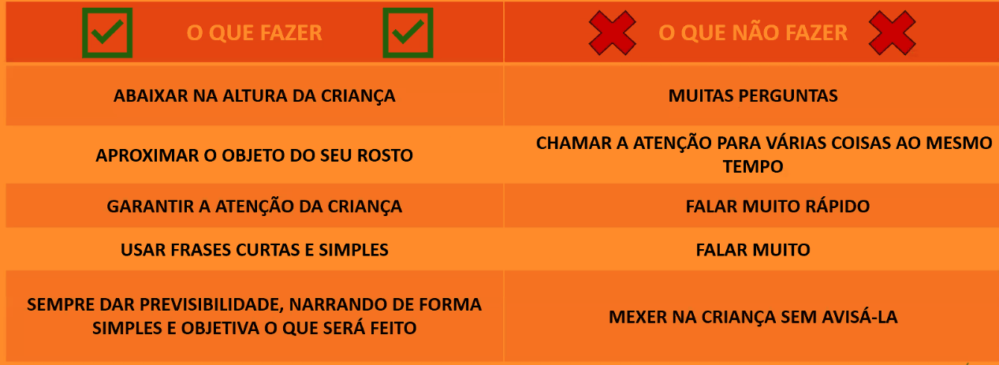 O QUE FAZER
O QUE NÃO FAZER
ABAIXAR NA ALTURA DA CRIANÇA
MUITAS PERGUNTAS
APROXIMAR O OBJETO DO SEU ROSTO
CHAMAR A ATENÇÃO PARA VÁRIAS COISAS AO MESMO
TEMPO
GARANTIR A ATENÇÃO DA CRIANÇA
FALAR MUITO RÁPIDO
USAR FRASES CURTAS E SIMPLES
FALAR MUITO
SEMPRE DAR PREVISIBILIDADE, NARRANDO DE FORMA
SIMPLES E OBJETIVA O QUE SERÁ FEITO
MEXER NA CRIANÇA SEM AVISÁ-LA